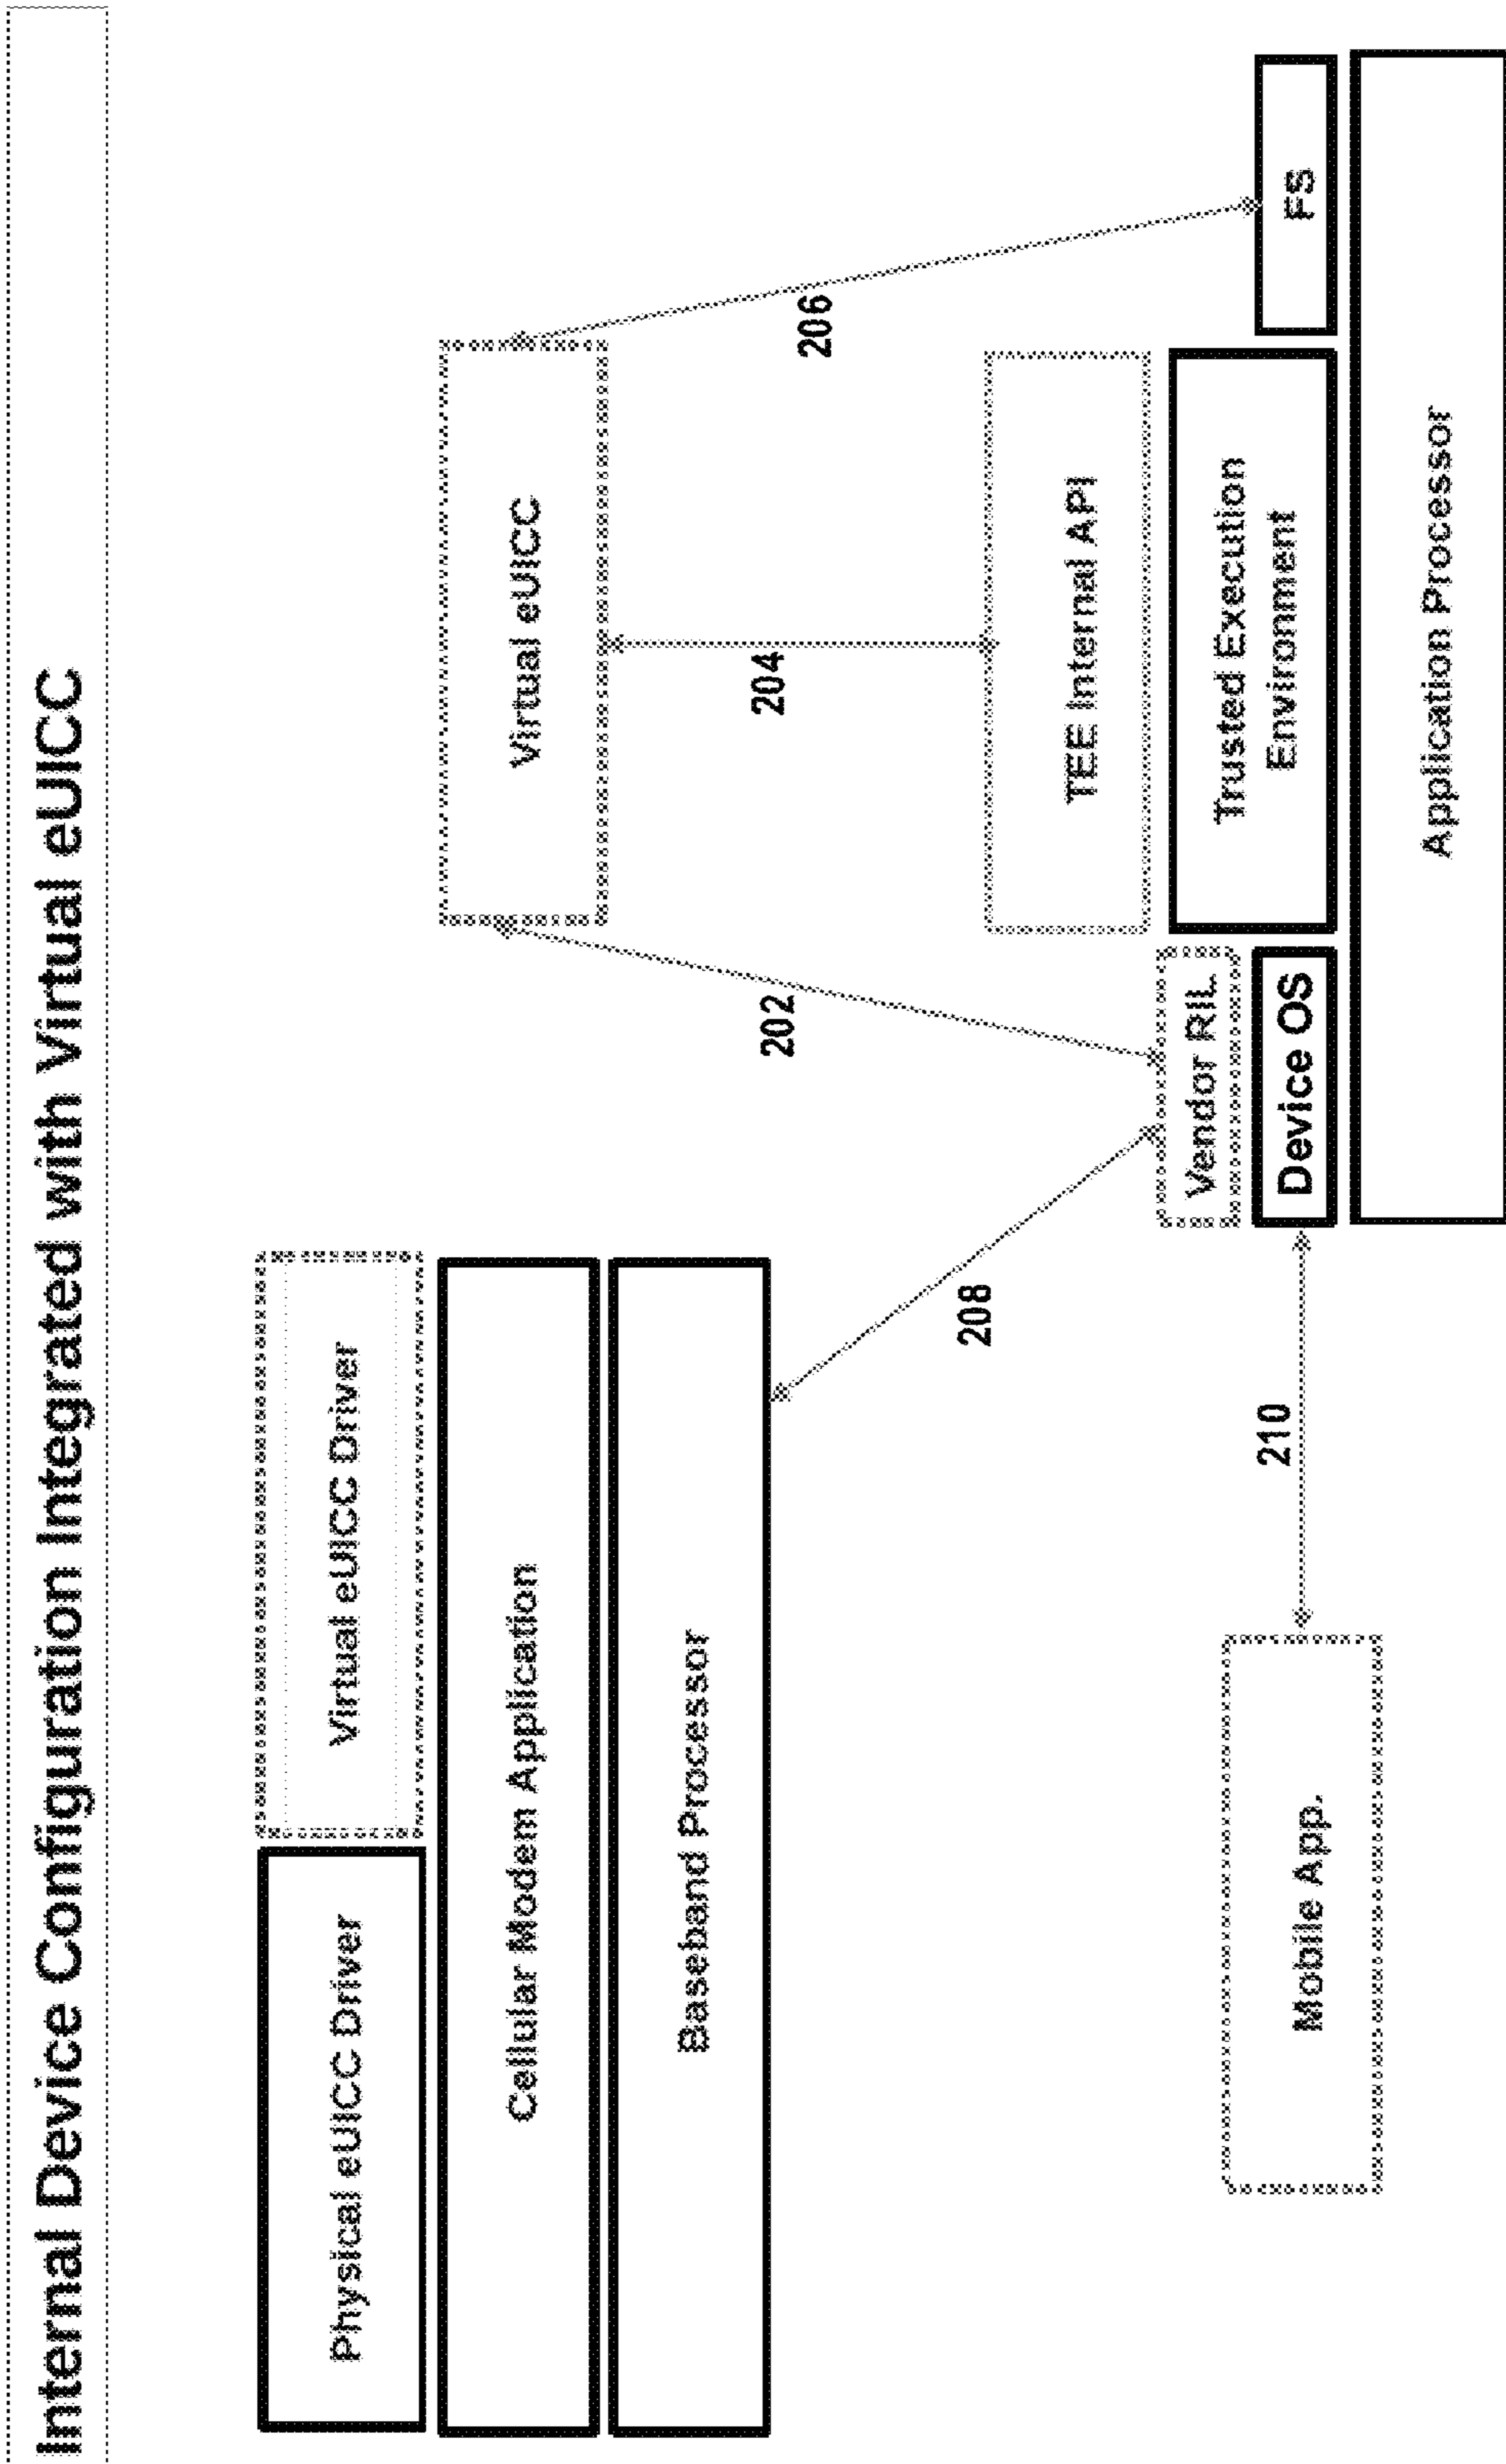 Internal Device Configuration Integrated with Virtual eUICC
Physical eUICC Driver
Virtual eUICC Driver
Cellular Modem Application
Baseband Processor
Virtual eUICC
202
204
206
208
TEE Internal API
Vendor RIL
Device OS
Trusted Execution
Environment
FS
210
Mobile App.
Application Processor